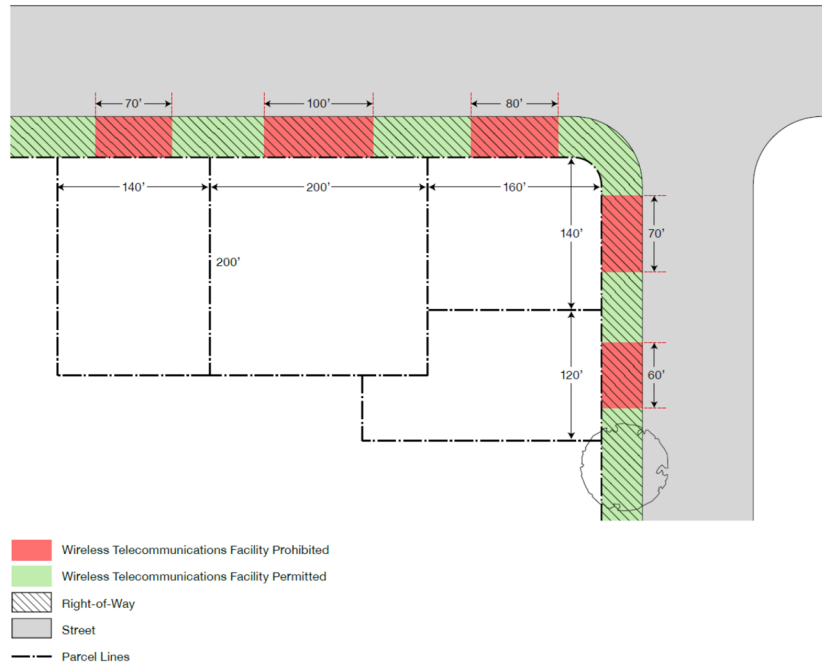 70'
100'
80'
140'
200'
160'
140'
70'
200'
120'
60'
Wireless Telecommunications Facility Prohibited
Wireless Telecommunications Facility Permitted
Right-of-Way
Street
Parcel Lines